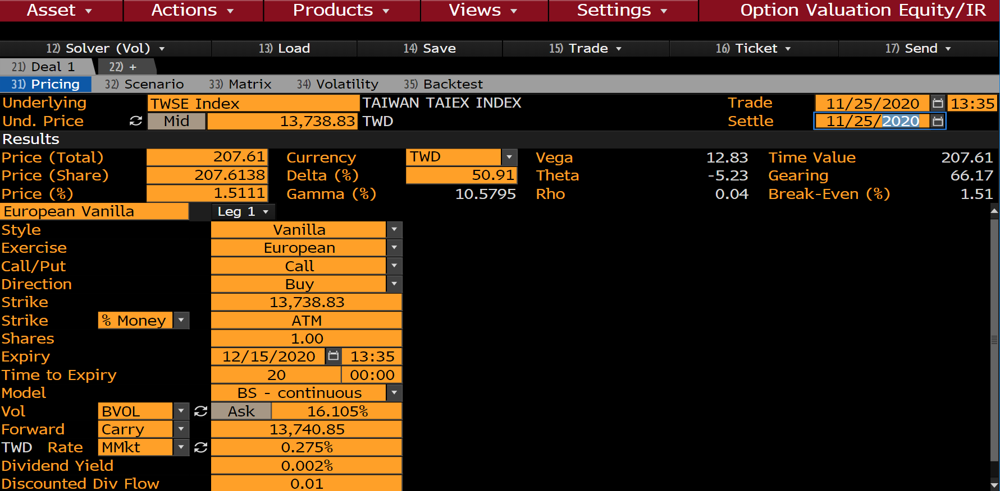 Asset Actions Products Views Settings Option Valuation Equity/IR
12) Solver (Vol) 13) Load 14) Save 15) Trade 16) Ticket 17) Send
21) Deal 1 22) +
31) Pricing 32) Scenario 33) Matrix 34) Volatility 35) Backtest
Underlying TWSE Index TAIWAN TAIEX INDEX Trade 11/25/2020 13:35
Und. Price Mid 13,738.83 TWD Settle 11/25/2020
Results
Price (Total) 207.61 Currency TWD Vega 12.83 Time Value 207.61
Price (Share) 207.6138 Delta (%) 50.91 Theta -5.23 Gearing 66.17
Price (%) 1.5111 Gamma (%) 10.5795 Rho 0.04 Break-Even (%) 1.51
European Vanilla Leg 1
Style Vanilla
Exercise European
Call/Put Call
Direction Buy
Strike 13,738.83
Strike % Money ATM
Shares 1.00
Expiry 12/15/2020 13:35
Time to Expiry 20 00:00
Model BS - continuous
Vol BVOL Ask 16.105%
Forward Carry 13,740.85
TWD Rate MMkt 0.275%
Dividend Yield 0.002%
Discounted Div Flow 0.01